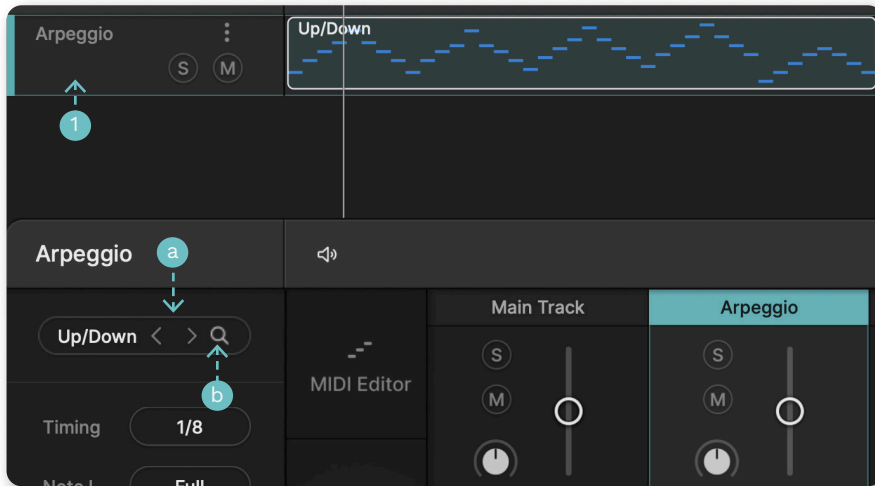 Arpeggio
S M
Up/Down
1
Arpeggio
a
Up/Down
b
Timing 1/8
Full
MIDI Editor
Main Track
S
M
Arpeggio
S
M